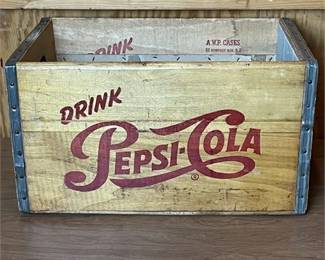 DRINK
A.V.P. CASES
DRINK
PEPSI-COLA
®